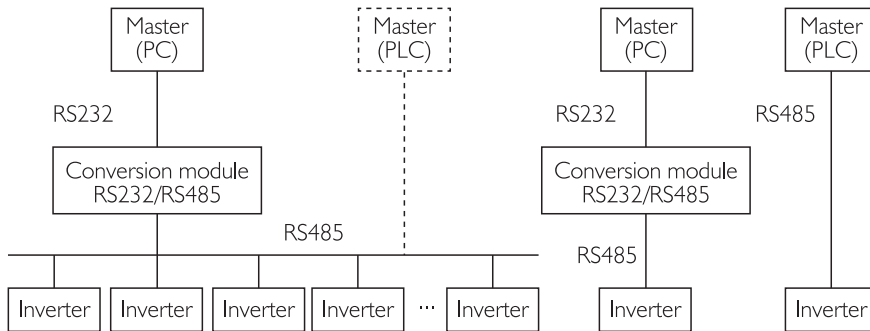 Master
(PC)
Master
(PLC)
Master
(PC)
Master
(PLC)
RS232
RS232
RS485
Conversion module
RS232/RS485
Conversion module
RS232/RS485
RS485
RS485
Inverter
Inverter
Inverter
Inverter
...
Inverter
Inverter
Inverter